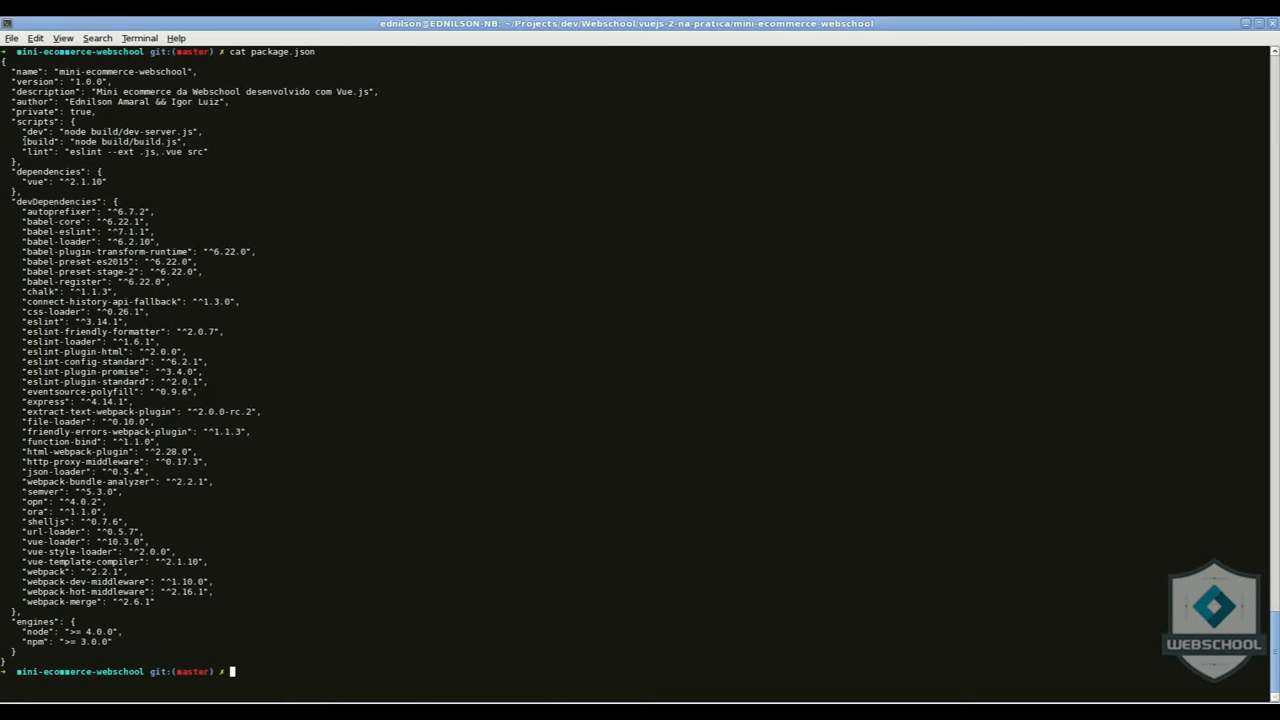 ednilson@EDNILSON-NB: ~/Projects/dev/Webschool/vuejs-2-na-pratica/mini-ecommerce-webschool
File Edit View Search Terminal Help
→ mini-ecommerce-webschool git:(master) ✗ cat package.json
{
  "name": "mini-ecommerce-webschool",
  "version": "1.0.0",
  "description": "Mini ecommerce da Webschool desenvolvido com Vue.js",
  "author": "Ednilson Amaral && Igor Luiz",
  "private": true,
  "scripts": {
    "dev": "node build/dev-server.js",
    "build": "node build/build.js",
    "lint": "eslint --ext .js,.vue src"
  },
  "dependencies": {
    "vue": "^2.1.10"
  },
  "devDependencies": {
    "autoprefixer": "^6.7.2",
    "babel-core": "^6.22.1",
    "babel-eslint": "^7.1.1",
    "babel-loader": "^6.2.10",
    "babel-plugin-transform-runtime": "^6.22.0",
    "babel-preset-es2015": "^6.22.0",
    "babel-preset-stage-2": "^6.22.0",
    "babel-register": "^6.22.0",
    "chalk": "^1.1.3",
    "connect-history-api-fallback": "^1.3.0",
    "css-loader": "^0.26.1",
    "eslint": "^3.14.1",
    "eslint-friendly-formatter": "^2.0.7",
    "eslint-loader": "^1.6.1",
    "eslint-plugin-html": "^2.0.0",
    "eslint-config-standard": "^6.2.1",
    "eslint-plugin-promise": "^3.4.0",
    "eslint-plugin-standard": "^2.0.1",
    "eventsource-polyfill": "^0.9.6",
    "express": "^4.14.1",
    "extract-text-webpack-plugin": "^2.0.0-rc.2",
    "file-loader": "^0.10.0",
    "friendly-errors-webpack-plugin": "^1.1.3",
    "function-bind": "^1.1.0",
    "html-webpack-plugin": "^2.28.0",
    "http-proxy-middleware": "^0.17.3",
    "json-loader": "^0.5.4",
    "webpack-bundle-analyzer": "^2.2.1",
    "semver": "^5.3.0",
    "opn": "^4.0.2",
    "ora": "^1.1.0",
    "shelljs": "^0.7.6",
    "url-loader": "^0.5.7",
    "vue-loader": "^10.3.0",
    "vue-style-loader": "^2.0.0",
    "vue-template-compiler": "^2.1.10",
    "webpack": "^2.2.1",
    "webpack-dev-middleware": "^1.10.0",
    "webpack-hot-middleware": "^2.16.1",
    "webpack-merge": "^2.6.1"
  },
  "engines": {
    "node": ">= 4.0.0",
    "npm": ">= 3.0.0"
  }
}
→ mini-ecommerce-webschool git:(master) ✗
WEBSCHOOL